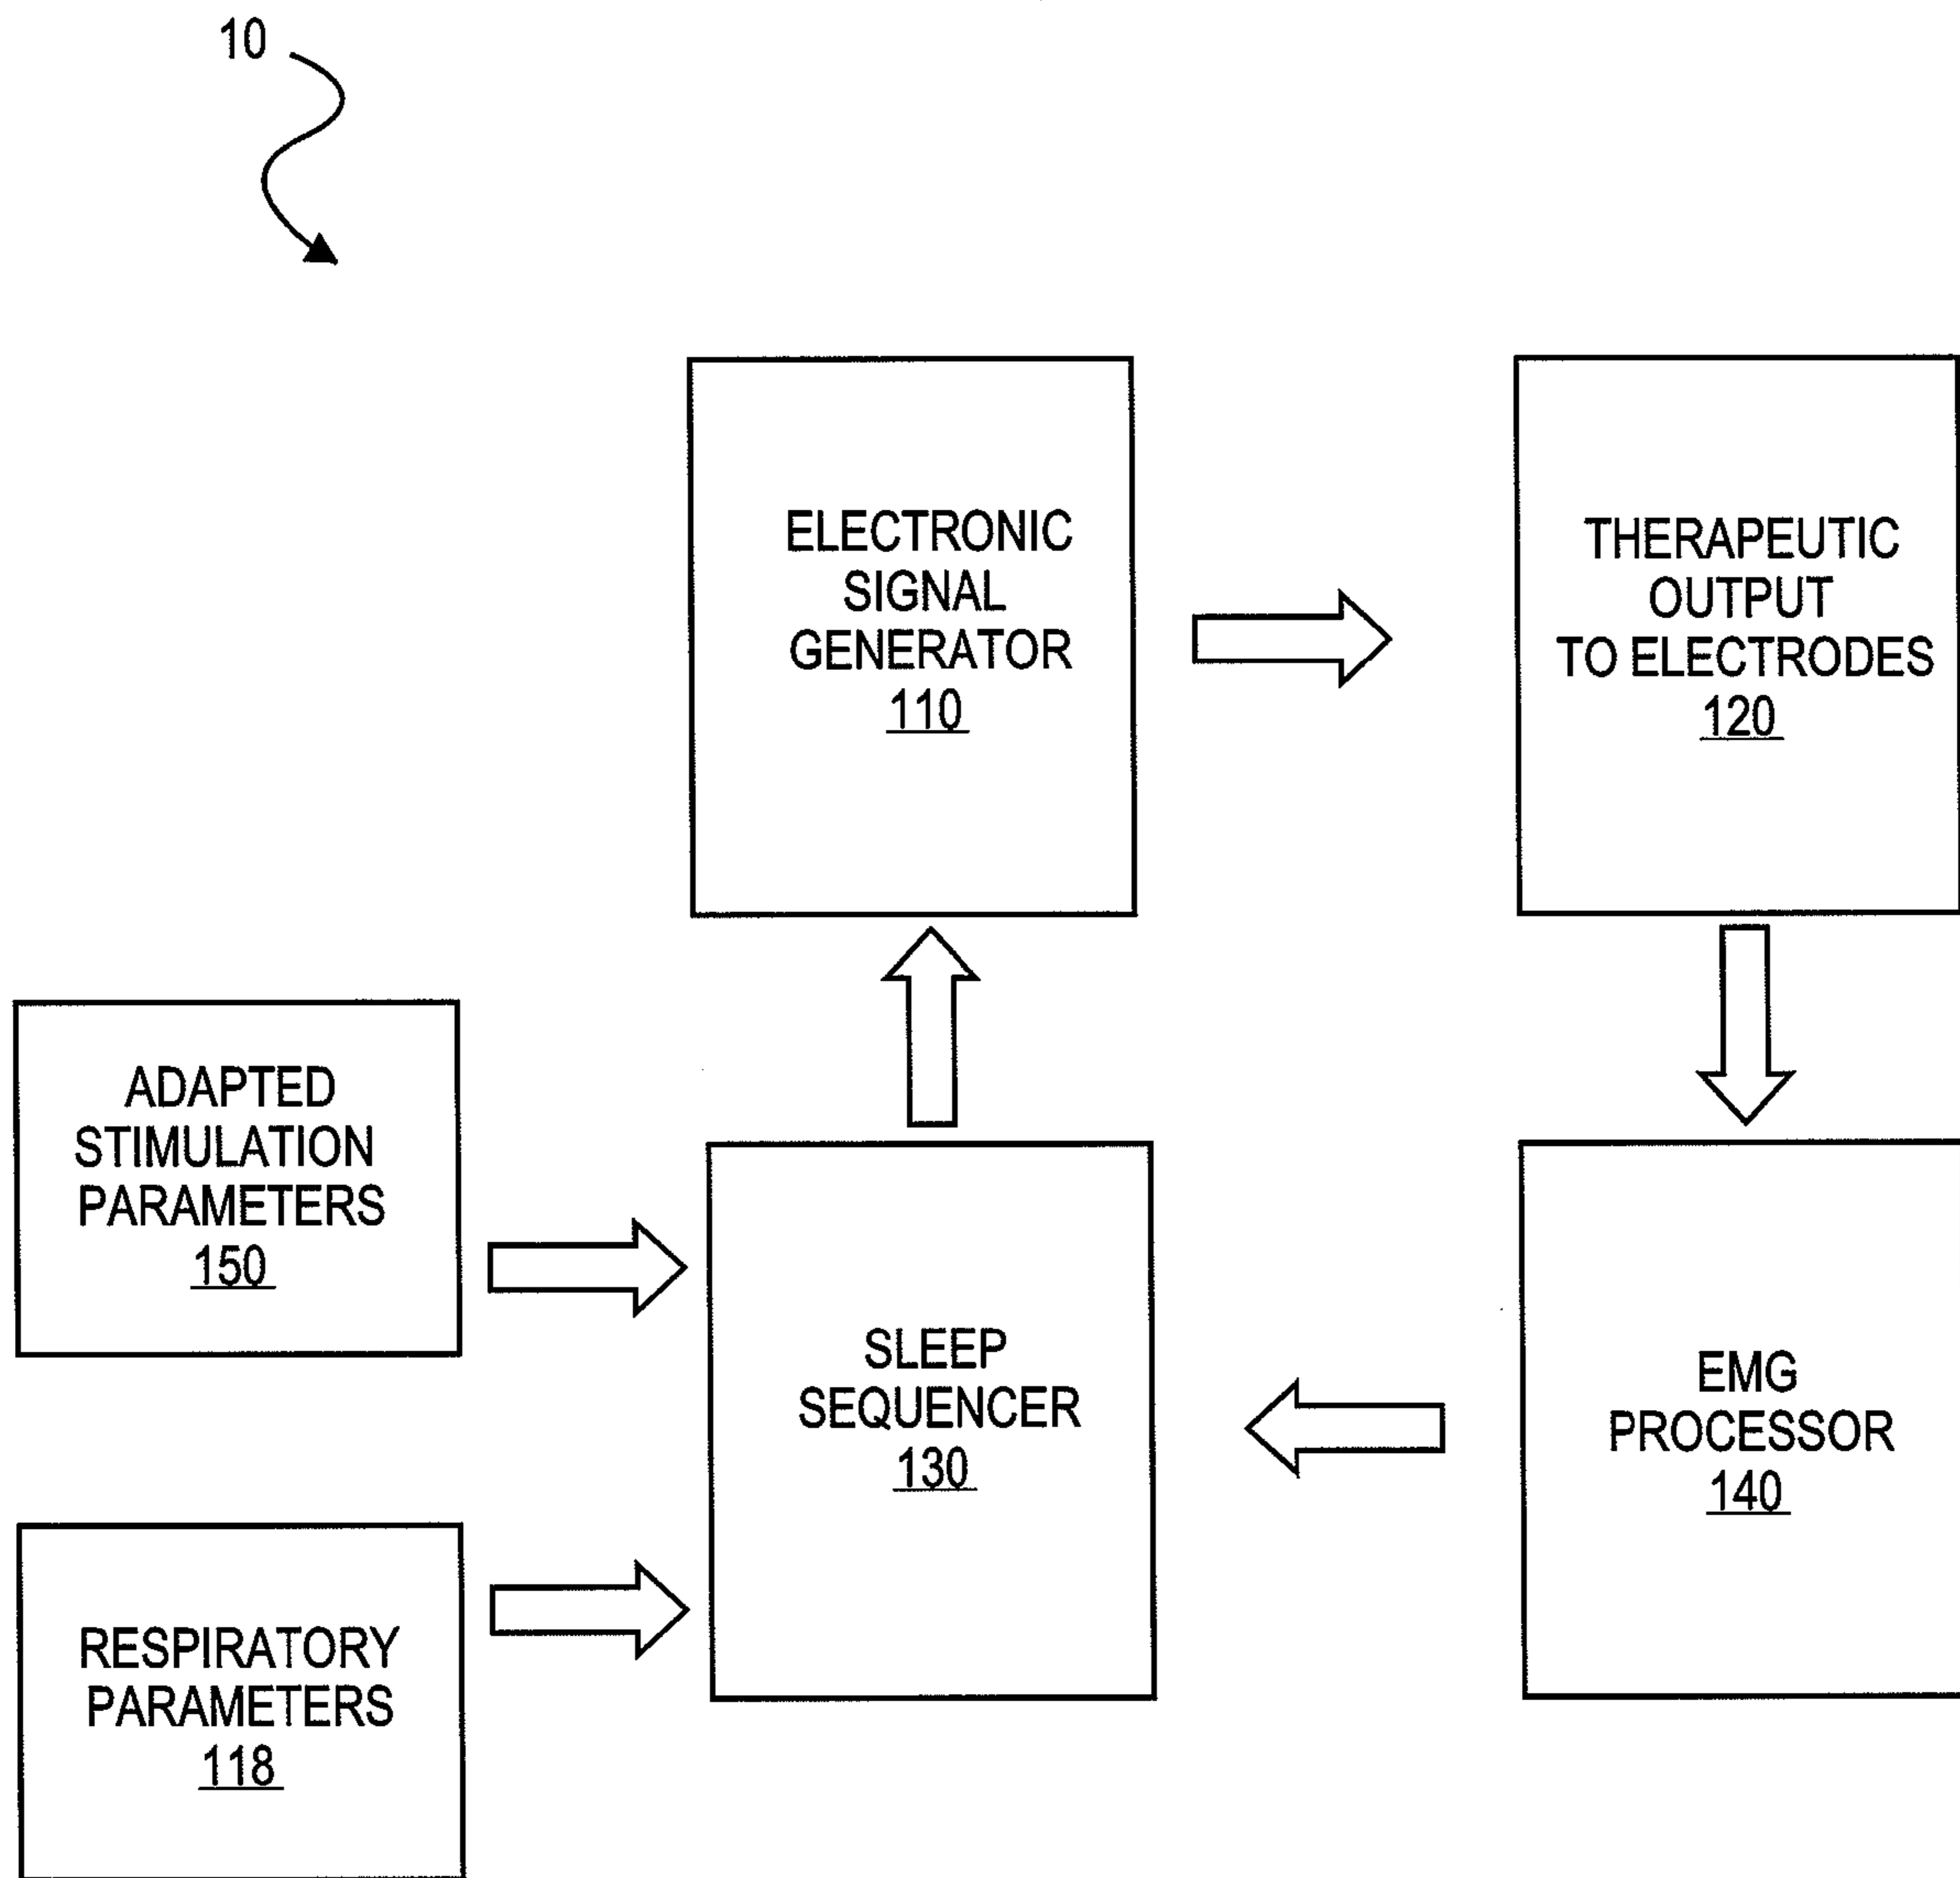 10
ELECTRONIC
SIGNAL
GENERATOR
110
THERAPEUTIC
OUTPUT
TO ELECTRODES
120
ADAPTED
STIMULATION
PARAMETERS
150
SLEEP
SEQUENCER
130
EMG
PROCESSOR
140
RESPIRATORY
PARAMETERS
118